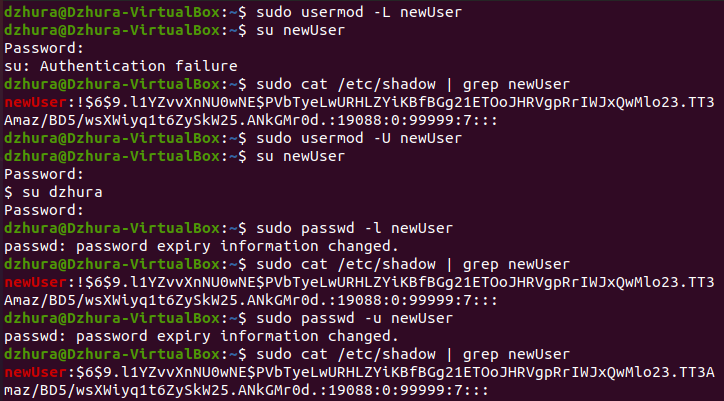 dzhura@Dzhura-VirtualBox:~$ sudo usermod -L newUser
dzhura@Dzhura-VirtualBox:~$ su newUser
Password:
su: Authentication failure
dzhura@Dzhura-VirtualBox:~$ sudo cat /etc/shadow | grep newUser
newUser:!$6$9.l1YZvvXnNU0wNE$PVbTyeLwURHLZYiKBfBGg21ETOoJHRVgpRrIWJxQwMlo23.TT3
Amaz/BD5/wsXWiyq1t6ZySkW25.ANkGMr0d.:19088:0:99999:7:::
dzhura@Dzhura-VirtualBox:~$ sudo usermod -U newUser
dzhura@Dzhura-VirtualBox:~$ su newUser
Password:
$ su dzhura
Password:
dzhura@Dzhura-VirtualBox:~$ sudo passwd -l newUser
passwd: password expiry information changed.
dzhura@Dzhura-VirtualBox:~$ sudo cat /etc/shadow | grep newUser
newUser:!$6$9.l1YZvvXnNU0wNE$PVbTyeLwURHLZYiKBfBGg21ETOoJHRVgpRrIWJxQwMlo23.TT3
Amaz/BD5/wsXWiyq1t6ZySkW25.ANkGMr0d.:19088:0:99999:7:::
dzhura@Dzhura-VirtualBox:~$ sudo passwd -u newUser
passwd: password expiry information changed.
dzhura@Dzhura-VirtualBox:~$ sudo cat /etc/shadow | grep newUser
newUser:$6$9.l1YZvvXnNU0wNE$PVbTyeLwURHLZYiKBfBGg21ETOoJHRVgpRrIWJxQwMlo23.TT3A
maz/BD5/wsXWiyq1t6ZySkW25.ANkGMr0d.:19088:0:99999:7:::